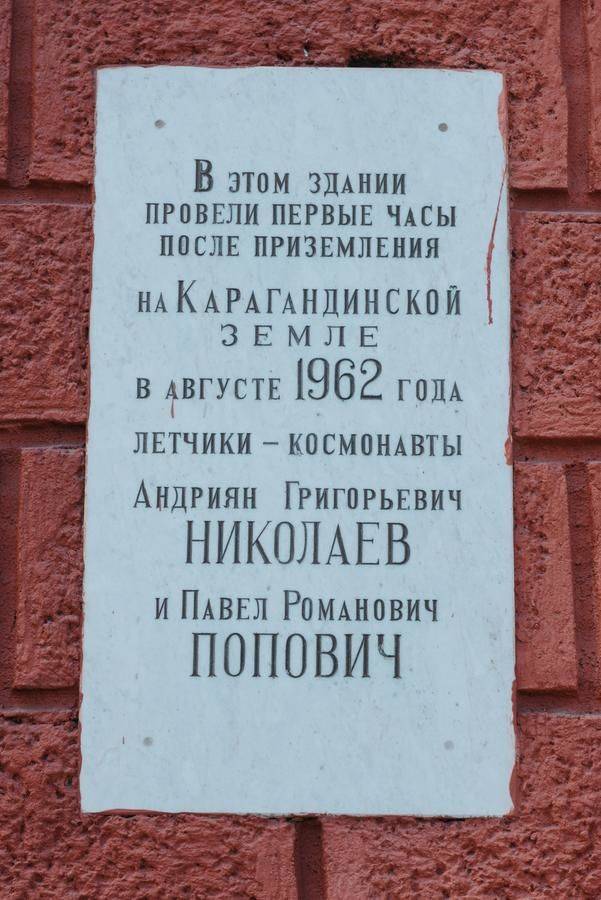 В этом здании
провели первые часы
после приземления
на Карагандинской
земле
в августе 1962 года
летчики – космонавты
Андриян Григорьевич
НИКОЛАЕВ
и Павел Романович
ПОПОВИЧ